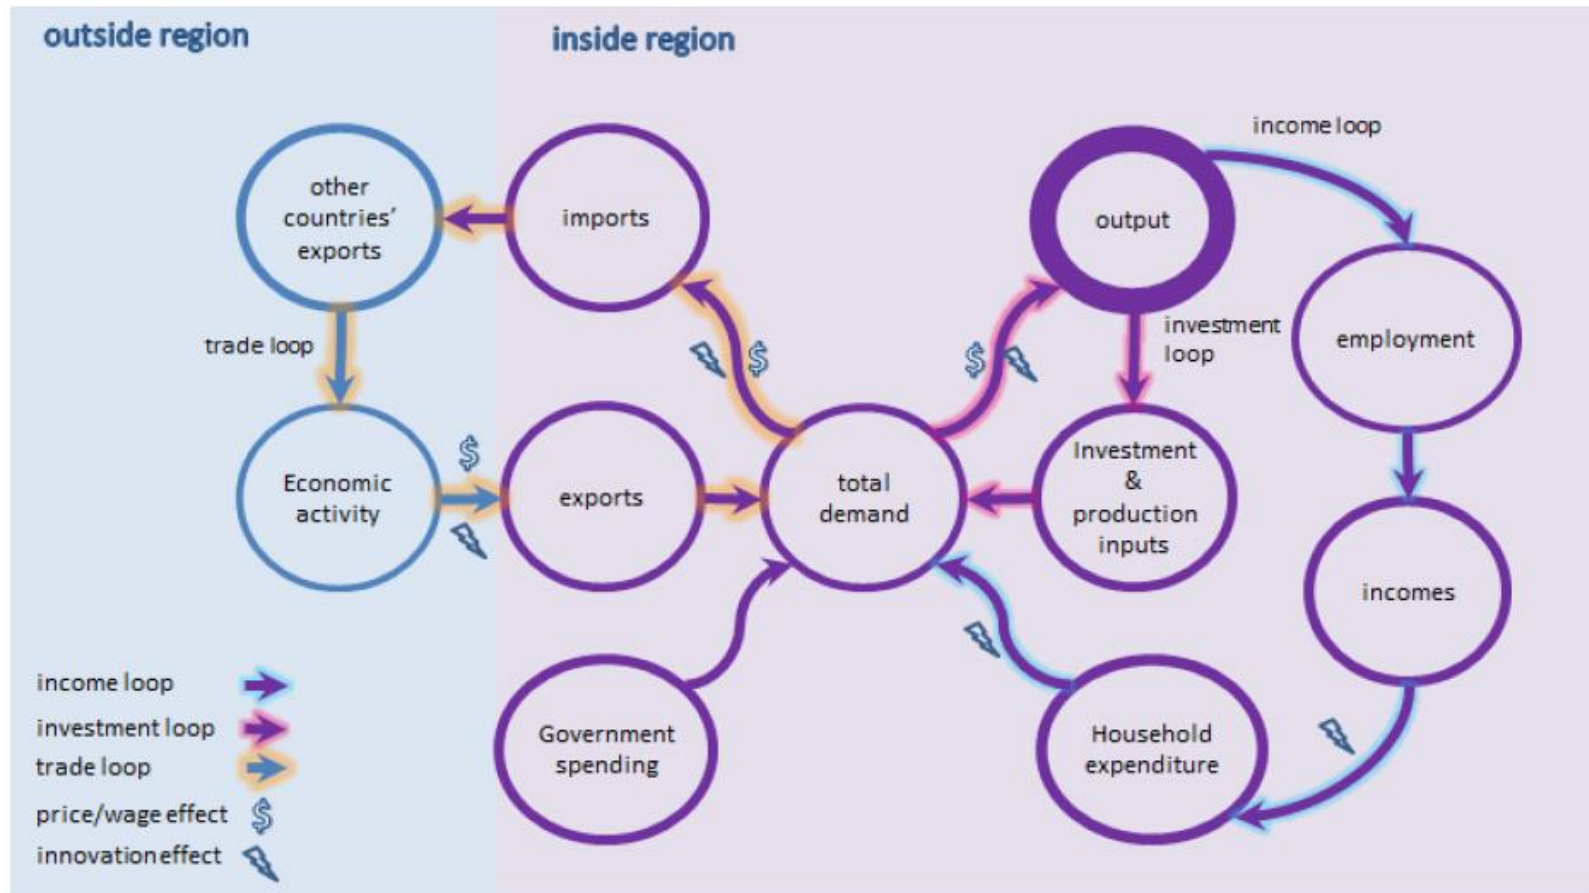 outside region
inside region
income loop
other
countries’
exports
imports
output
trade loop
investment
loop
employment
$
$
$
Economic
activity
exports
total
demand
Investment
&
production
inputs
incomes
income loop
investment loop
trade loop
price/wage effect $
innovation effect
Government
spending
Household
expenditure